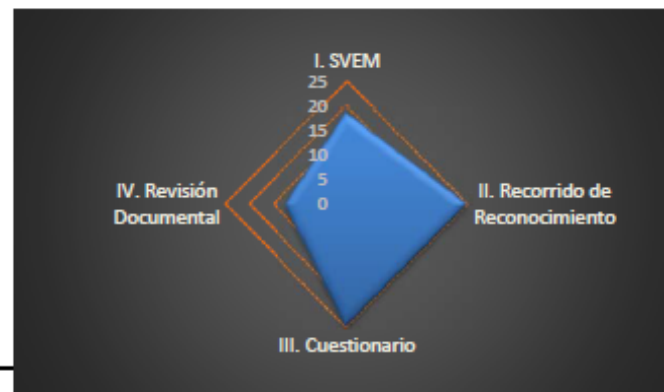 I. SVEM
25
20
15
10
5
0
IV. Revisión
Documental
II. Recorrido de
Reconocimiento
III. Cuestionario